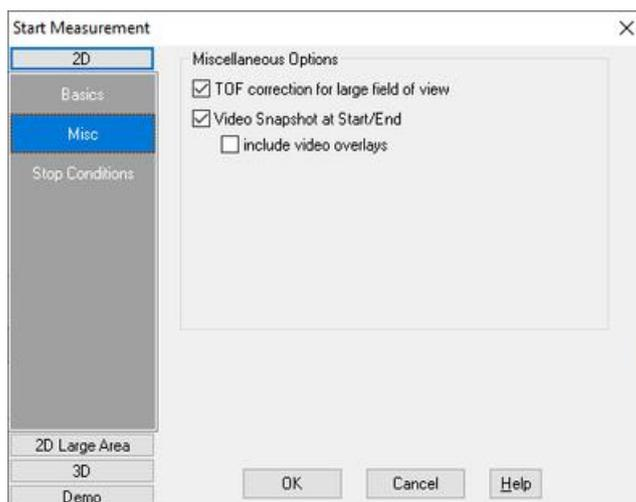 Start Measurement
2D
Basics
Misc
Stop Conditions
2D Large Area
3D
Demo
Miscellaneous Options
TOF correction for large field of view
Video Snapshot at Start/End
include video overlays
OK
Cancel
Help